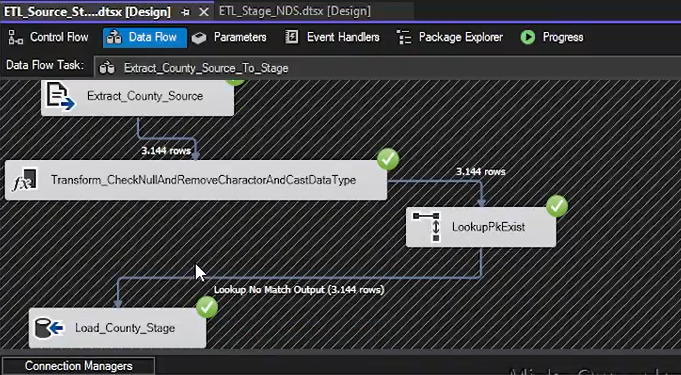 ETL_Source_St....dtsx [Design]
ETL_Stage_NDS.dtsx [Design]
Control Flow
Data Flow
Parameters
Event Handlers
Package Explorer
Progress
Data Flow Task:
Extract_County_Source_To_Stage
Extract_County_Source
3.144 rows
Transform_CheckNullAndRemoveCharactorAndCastDataType
3.144 rows
LookupPkExist
Lookup No Match Output (3.144 rows)
Load_County_Stage
Connection Managers